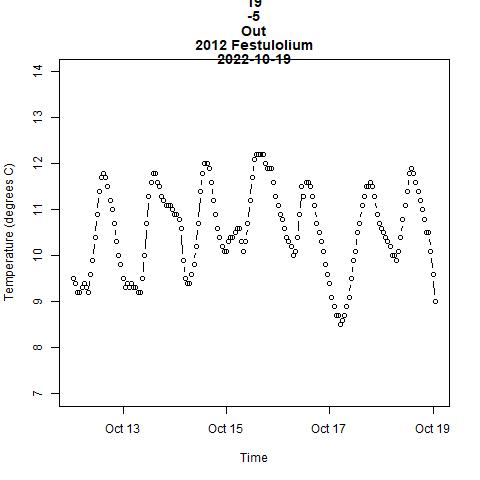 19
-5
Out
2012 Festulolium
2022-10-19
Temperature (degrees C)
14
13
12
11
10
9
8
7
Oct 13
Oct 15
Oct 17
Oct 19
Time